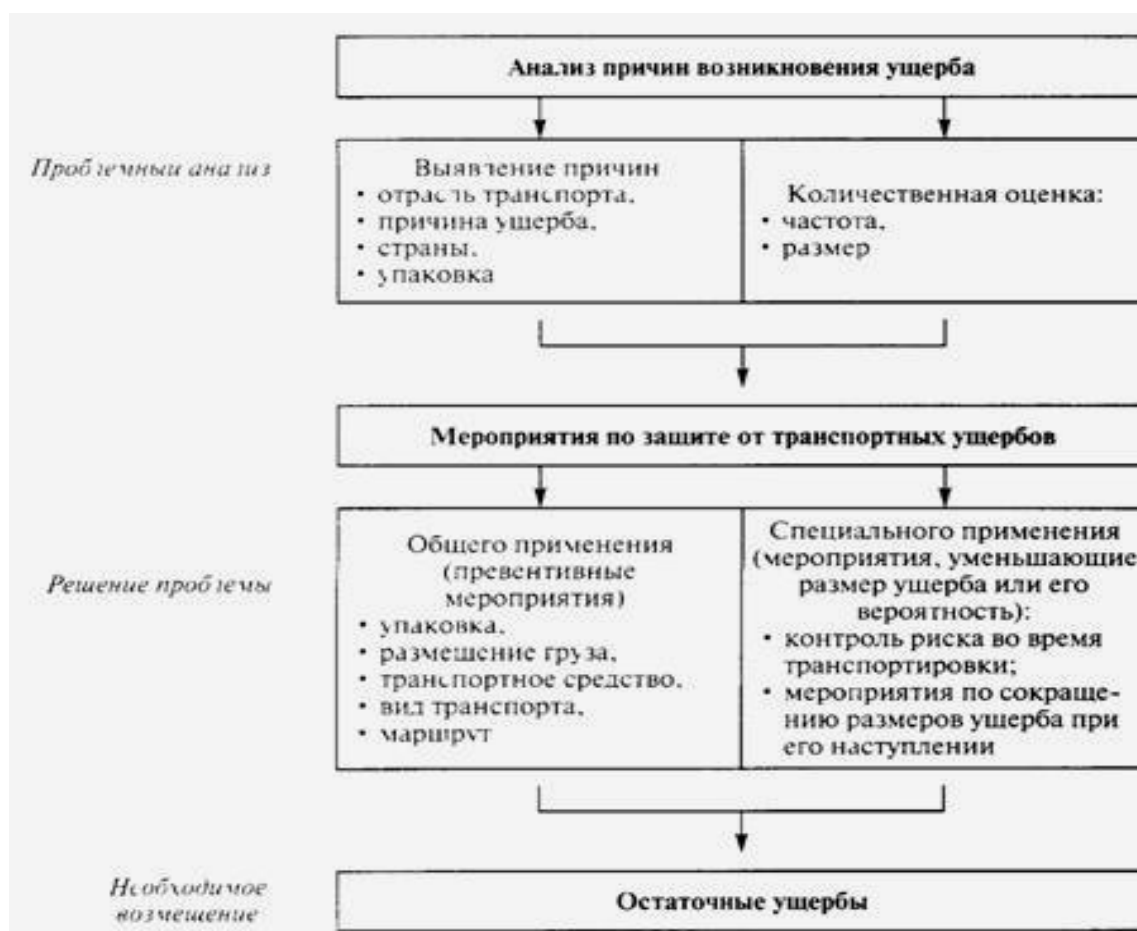 Анализ причин возникновения ущерба
Проблемный анализ
Выявление причин
• отрасль транспорта,
• причина ущерба,
• страны,
• упаковка
Количественная оценка:
• частота,
• размер
Мероприятия по защите от транспортных ущербов
Решение проблемы
Общего применения
(превентивные
мероприятия)
• упаковка,
• размещение груза,
• транспортное средство,
• вид транспорта,
• маршрут
Специального применения
(мероприятия, уменьшающие
размер ущерба или его
вероятность):
• контроль риска во время
транспортировки;
• мероприятия по сокраще-
нию размеров ущерба при
его наступлении
Необходимое
возмещение
Остаточные ущербы